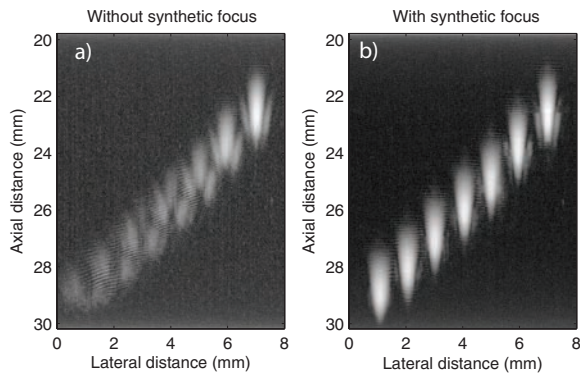 Without synthetic focus
With synthetic focus
a)
b)
Axial distance (mm)
20
22
24
26
28
30
0 2 4 6 8
Lateral distance (mm)
Axial distance (mm)
20
22
24
26
28
30
0 2 4 6 8
Lateral distance (mm)